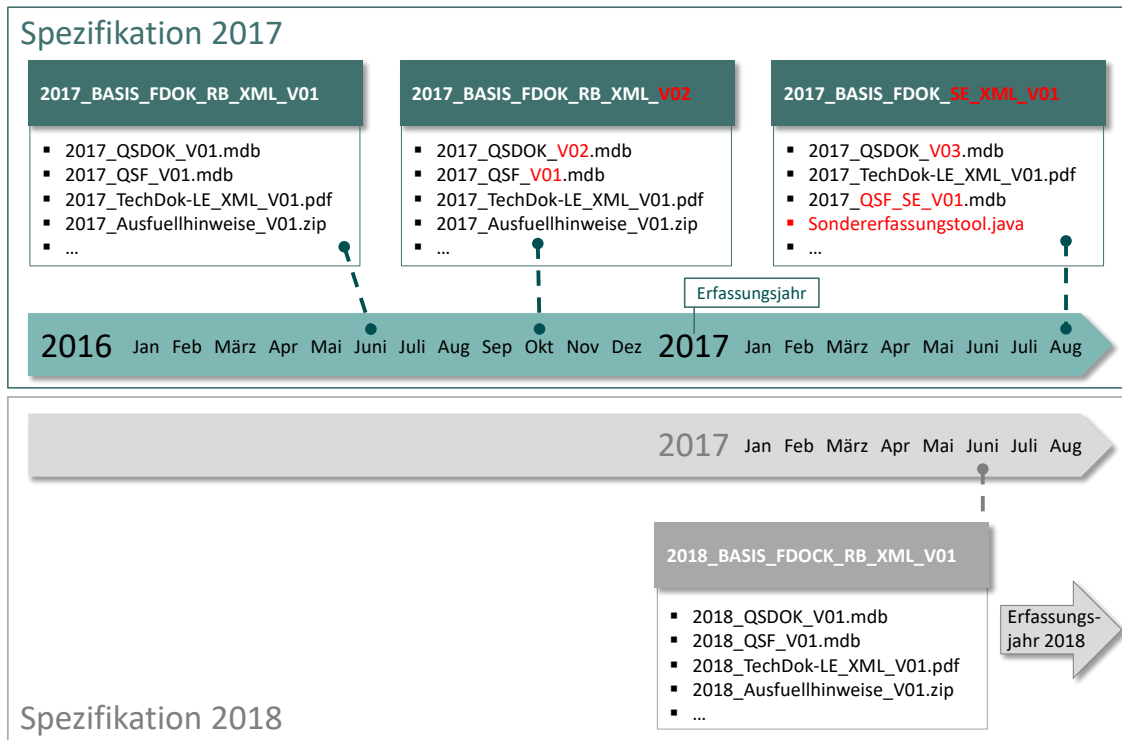 Spezifikation 2017
2017_BASIS_FDOK_RB_XML_V01
2017_QSDOK_V01.mdb
2017_QSF_V01.mdb
2017_TechDok-LE_XML_V01.pdf
2017_Ausfuellhinweise_V01.zip
...
2017_BASIS_FDOK_RB_XML_V02
2017_QSDOK_V02.mdb
2017_QSF_V01.mdb
2017_TechDok-LE_XML_V01.pdf
2017_Ausfuellhinweise_V01.zip
...
2017_BASIS_FDOK_SE_XML_V01
2017_QSDOK_V03.mdb
2017_TechDok-LE_XML_V01.pdf
2017_QSF_SE_V01.mdb
Sondererfassungstool.java
...
Erfassungsjahr
2016 Jan Feb März Apr Mai Juni Juli Aug Sep Okt Nov Dez 2017 Jan Feb März Apr Mai Juni Juli Aug
2017 Jan Feb März Apr Mai Juni Juli Aug
2018_BASIS_FDOCK_RB_XML_V01
2018_QSDOK_V01.mdb
2018_QSF_V01.mdb
2018_TechDok-LE_XML_V01.pdf
2018_Ausfuellhinweise_V01.zip
...
Erfassungs-
jahr 2018
Spezifikation 2018